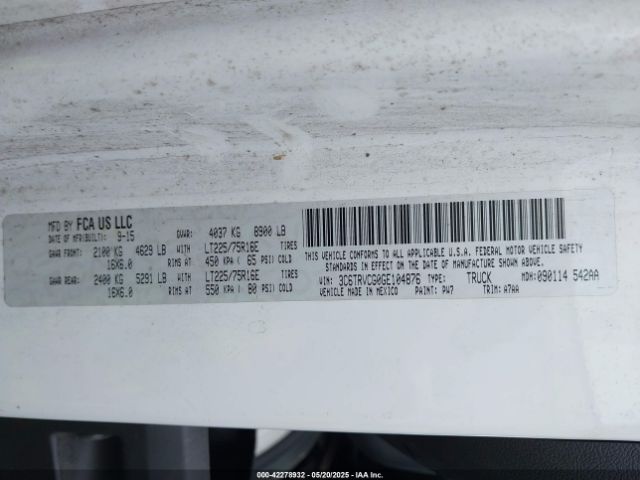 MFD BY FCA US LLC
DATE OF MFR(BUILT): 9-15 GVWR: 4037 KG 8900 LB
GAWR FRONT: 2100 KG 4629 LB WITH LT225/75R16E TIRES
16X6.0 RIMS AT 450 KPA ( 65 PSI) COLD
GAWR REAR: 2400 KG 5291 LB WITH LT225/75R16E TIRES
16X6.0 RIMS AT 550 KPA ( 80 PSI) COLD
THIS VEHICLE CONFORMS TO ALL APPLICABLE U.S.A. FEDERAL MOTOR VEHICLE SAFETY
STANDARDS IN EFFECT ON THE DATE OF MANUFACTURE SHOWN ABOVE.
VIN: 3C6TRVCG0GE104876 TYPE: TRUCK MDH: 090114 542AA
VEHICLE MADE IN MEXICO PAINT: PW7 TRIM: A7AA
000-42278932 - 05/20/2025 - IAAI, Inc.